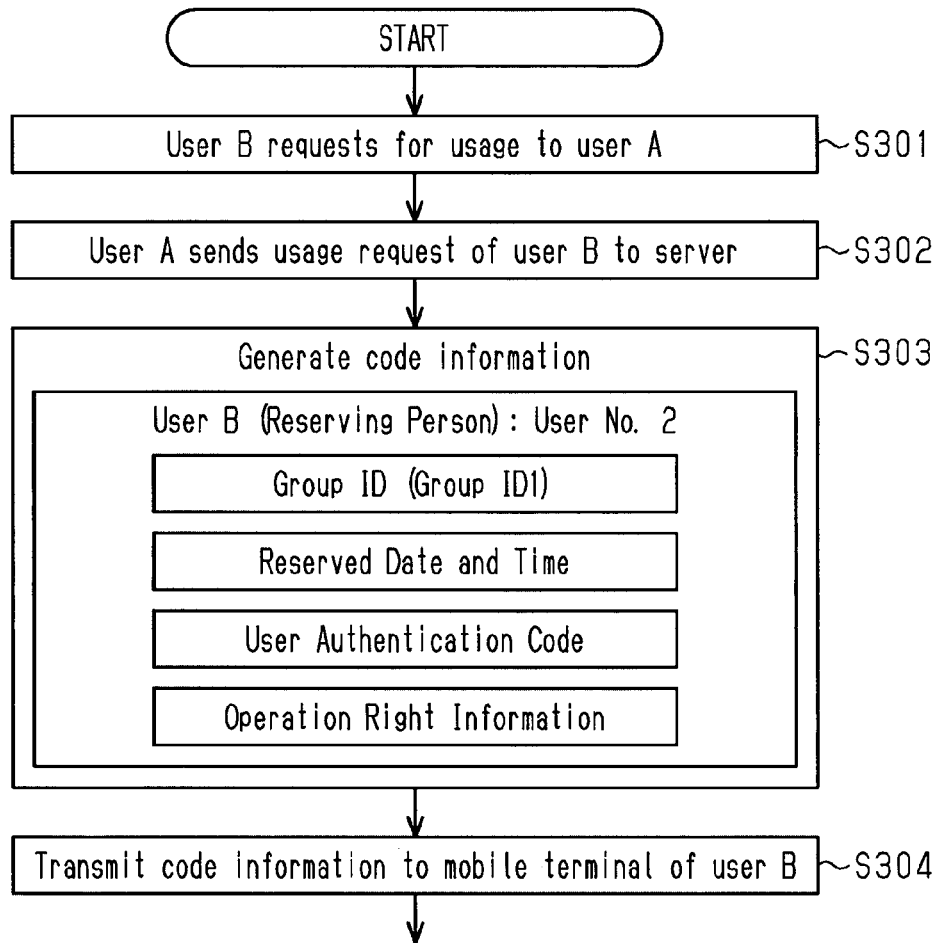 START
User B requests for usage to user A
S301
User A sends usage request of user B to server
S302
Generate code information
S303
User B (Reserving Person): User No. 2
Group ID (Group ID1)
Reserved Date and Time
User Authentication Code
Operation Right Information
Transmit code information to mobile terminal of user B
S304